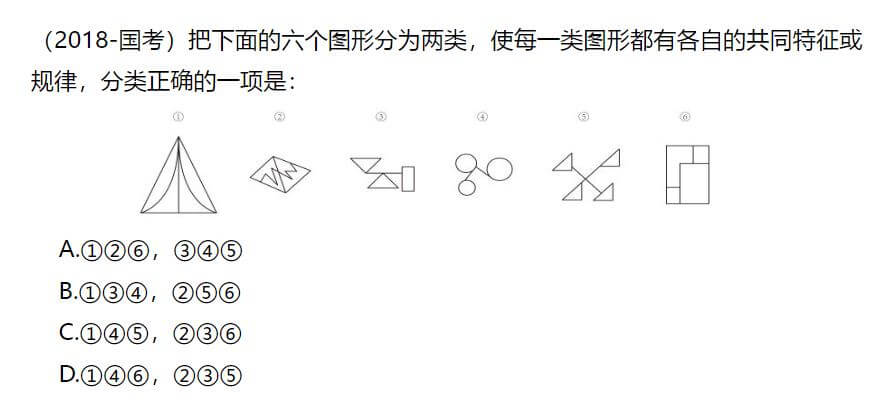 （2018-国考）把下面的六个图形分为两类，使每一类图形都有各自的共同特征或
规律，分类正确的一项是：
① ② ③ ④ ⑤ ⑥
A.①②⑥，③④⑤
B.①③④，②⑤⑥
C.①④⑤，②③⑥
D.①④⑥，②③⑤